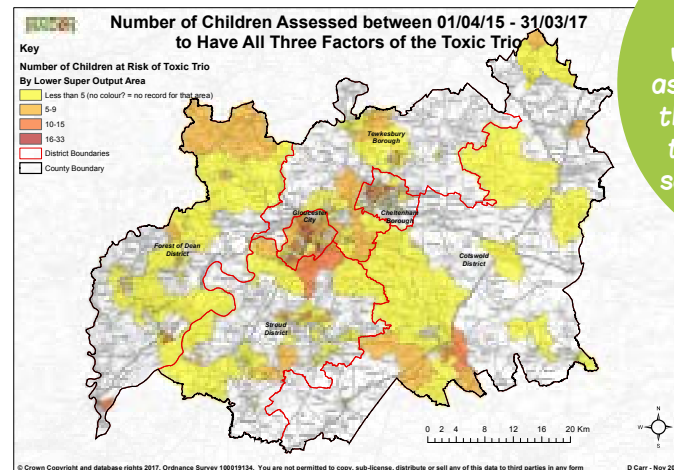 Number of Children Assessed between 01/04/15 - 31/03/17
to Have All Three Factors of the Toxic Trio
Key
Number of Children at Risk of Toxic Trio
By Lower Super Output Area
Less than 5 (no colour? = no record for that area)
5-9
10-15
16-33
District Boundaries
County Boundary
Tewkesbury
Borough
Gloucester
City
Cheltenham
Borough
Forest of Dean
District
Cotswold
District
Stroud
District
0 2 4 8 12 16 20 Km
N
W
S
© Crown Copyright and database rights 2017. Ordnance Survey 100019134. You are not permitted to copy, sub-license, distribute or sell any of this data to third parties in any form
D Carr - Nov 20